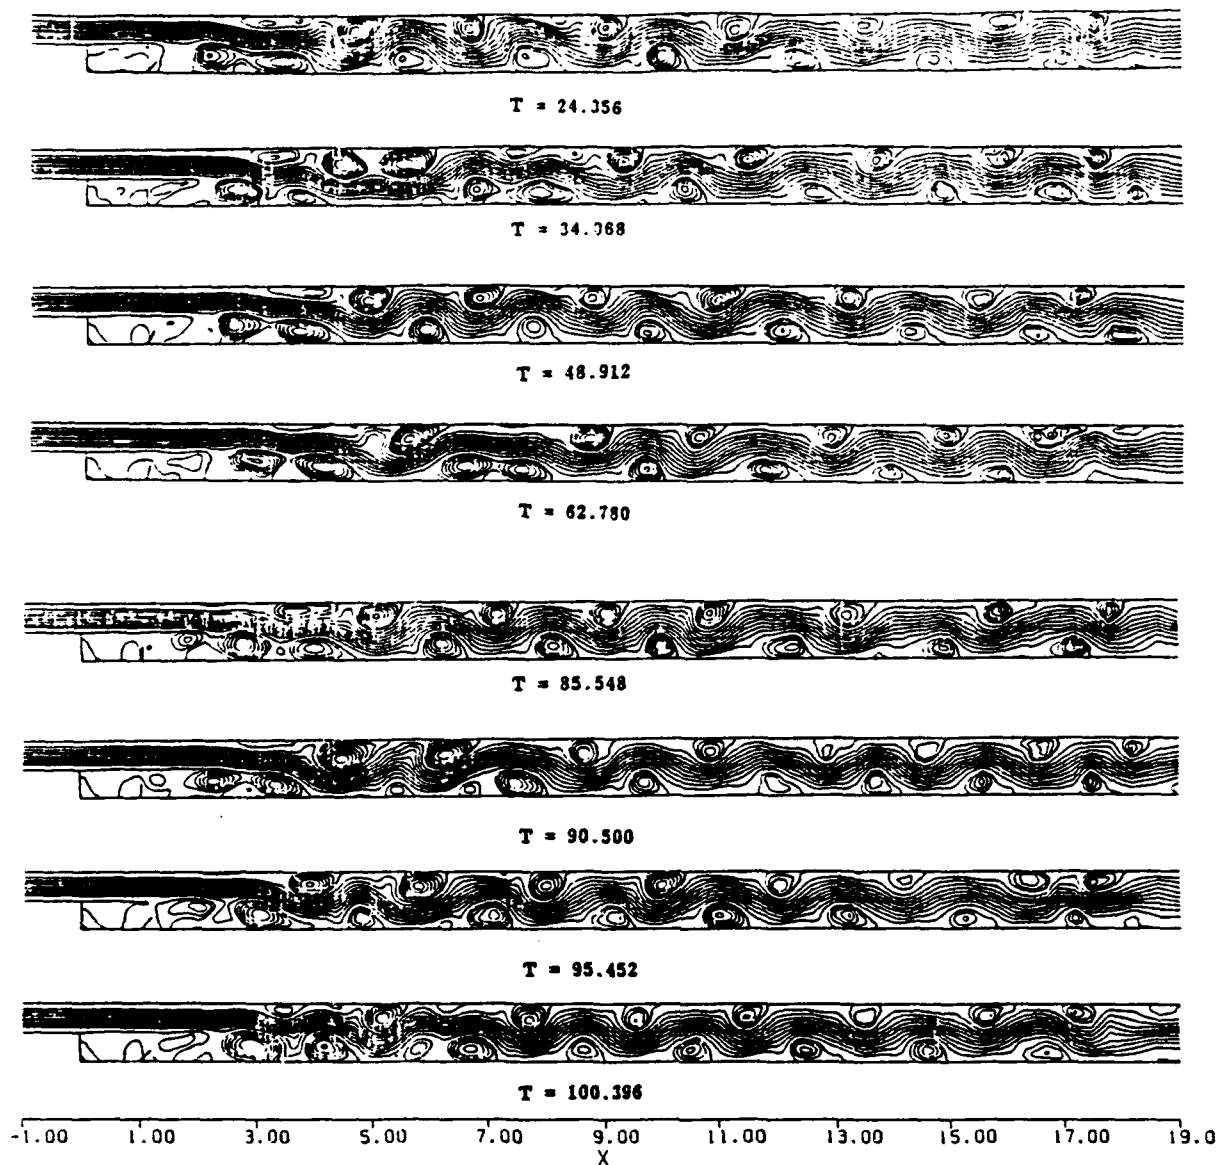 T = 24.356
T = 34.068
T = 48.912
T = 62.780
T = 85.548
T = 90.500
T = 95.452
T = 100.396
-1.00 1.00 3.00 5.00 7.00 9.00 11.00 13.00 15.00 17.00 19.0
X